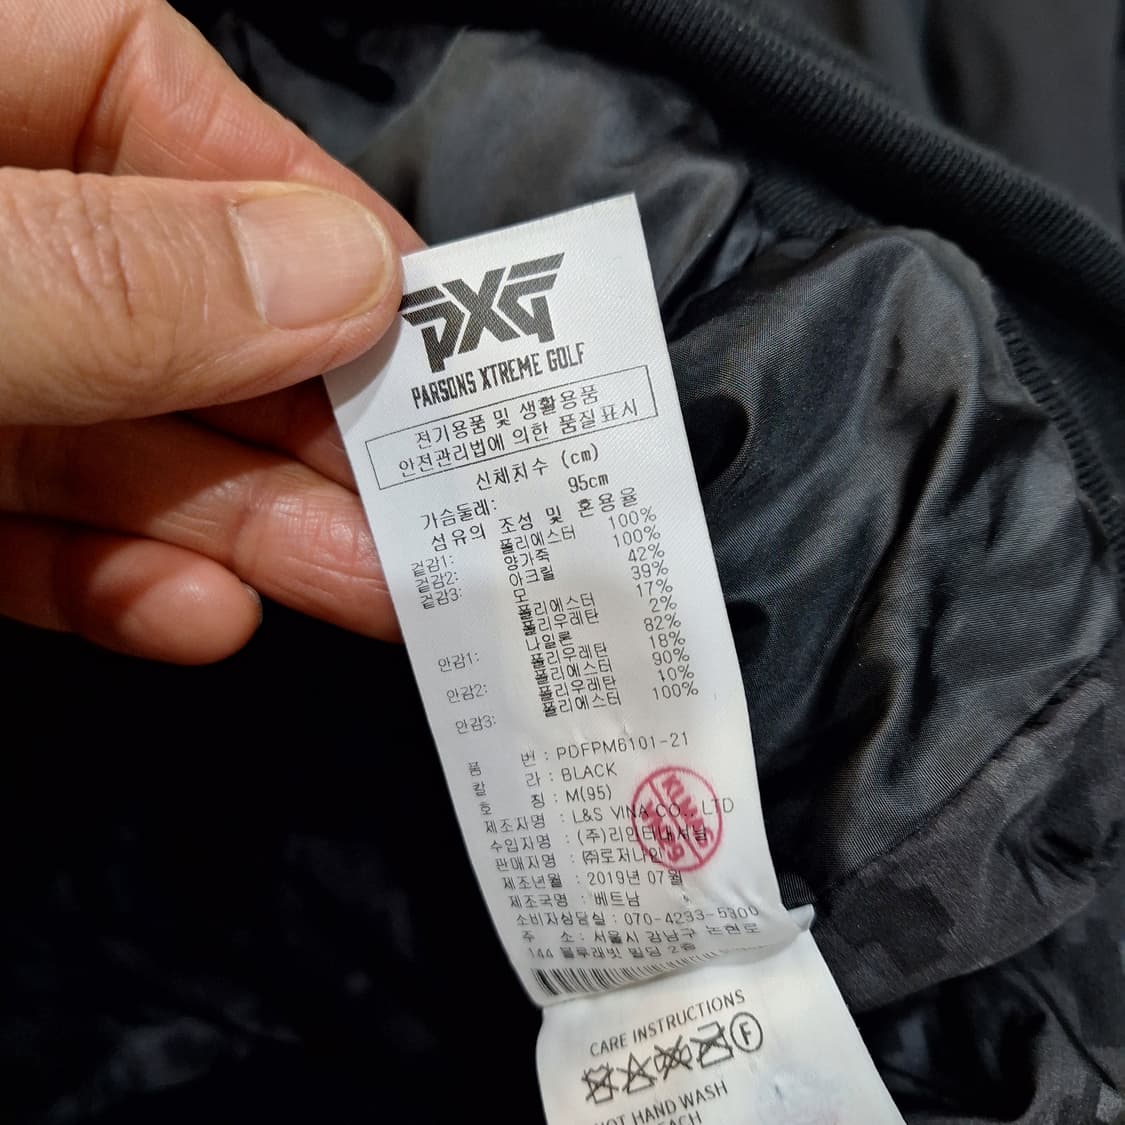 PXG
PARSONS XTREME GOLF
전기용품 및 생활용품
안전관리법에 의한 품질표시
신체치수 (cm)
가슴둘레: 95cm
섬유의 조성 및 혼용율
겉감1: 폴리에스터 100%
겉감2: 양가죽 100%
겉감3: 아크릴 42%
모 39%
폴리에스터 17%
폴리우레탄 2%
안감1: 나일론 82%
폴리우레탄 18%
안감2: 폴리에스터 90%
폴리우레탄 10%
안감3: 폴리에스터 100%
품 번 : PDFPM6101-21
칼 라 : BLACK
호 칭 : M(95)
제조자명 : L&S VINA CO., LTD
수입자명 : (주)리인터내셔널
판매자명 : ㈜로저나인
제조년월 : 2019년 07월
제조국명 : 베트남
소비자상담실 : 070-4233-5300
주 소 : 서울시 강남구 논현로
144 블루래빗 빌딩 2층
CARE INSTRUCTIONS
F
HAND WASH